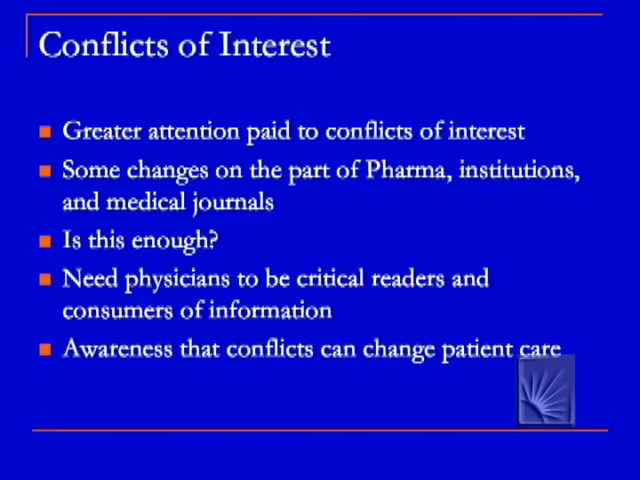 Conflicts of Interest
Greater attention paid to conflicts of interest
Some changes on the part of Pharma, institutions,
and medical journals
Is this enough?
Need physicians to be critical readers and
consumers of information
Awareness that conflicts can change patient care